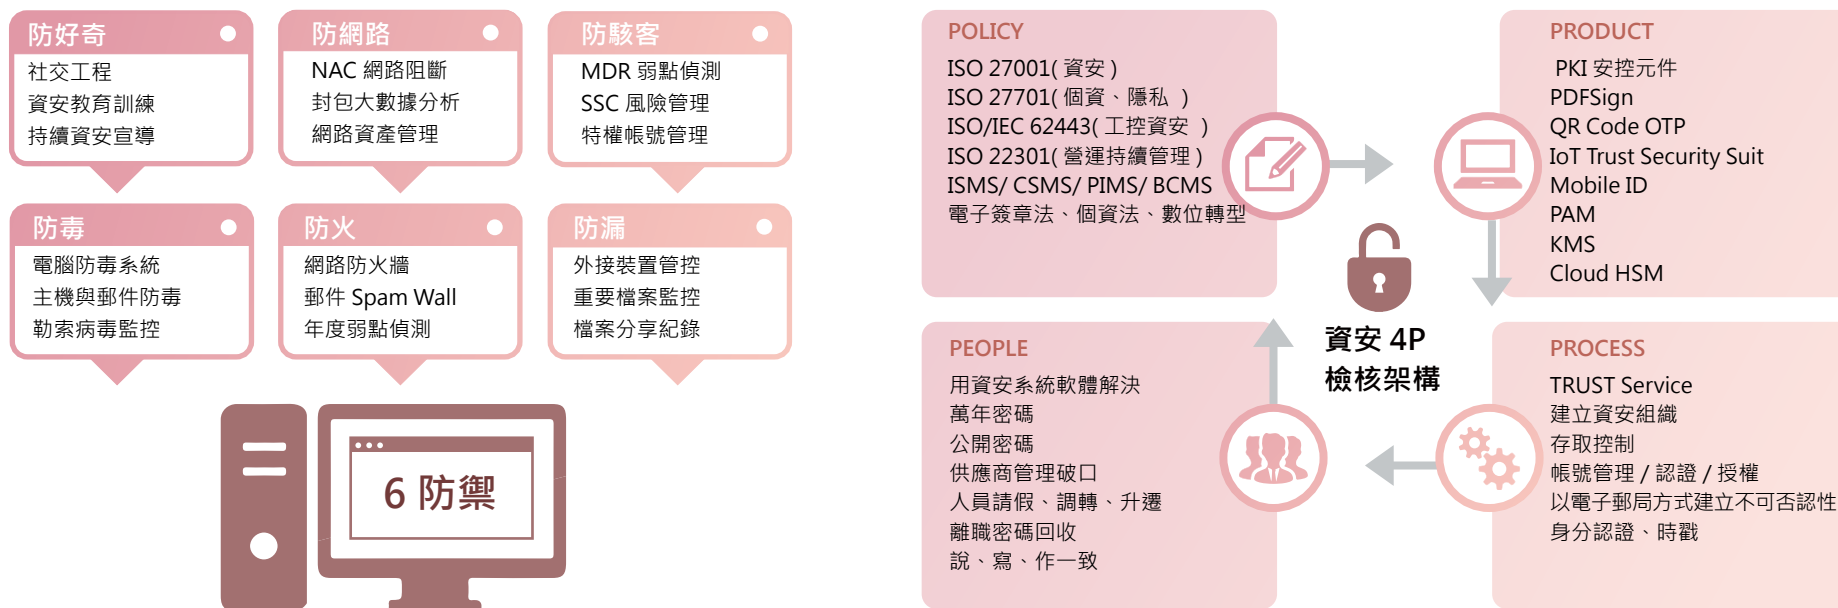 防好奇
社交工程
資安教育訓練
持續資安宣導
防網路
NAC 網路阻斷
封包大數據分析
網路資產管理
防駭客
MDR 弱點偵測
SSC 風險管理
特權帳號管理
防毒
電腦防毒系統
主機與郵件防毒
勒索病毒監控
防火
網路防火牆
郵件 Spam Wall
年度弱點偵測
防漏
外接裝置管控
重要檔案監控
檔案分享紀錄
6 防禦
POLICY
ISO 27001( 資安 )
ISO 27701( 個資、隱私 )
ISO/IEC 62443( 工控資安 )
ISO 22301( 營運持續管理 )
ISMS/ CSMS/ PIMS/ BCMS
電子簽章法、個資法、數位轉型
PRODUCT
PKI 安控元件
PDFSign
QR Code OTP
IoT Trust Security Suit
Mobile ID
PAM
KMS
Cloud HSM
資安 4P
檢核架構
PEOPLE
用資安系統軟體解決
萬年密碼
公開密碼
供應商管理破口
人員請假、調轉、升遷
離職密碼回收
說、寫、作一致
PROCESS
TRUST Service
建立資安組織
存取控制
帳號管理 / 認證 / 授權
以電子郵局方式建立不可否認性
身分認證、時戳